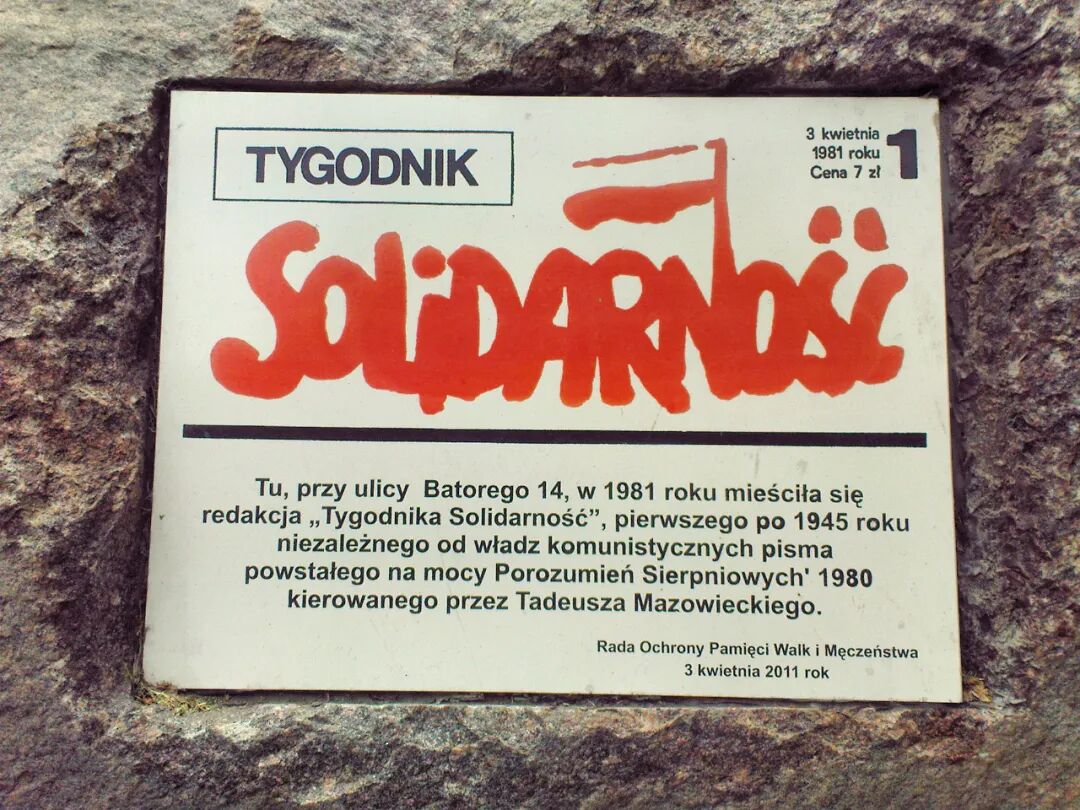 TYGODNIK
3 kwietnia
1981 roku
Cena 7 zł
1
SOLiDARNOŚĆ
Tu, przy ulicy Batorego 14, w 1981 roku mieściła się
redakcja „Tygodnika Solidarność”, pierwszego po 1945 roku
niezależnego od władz komunistycznych pisma
powstałego na mocy Porozumień Sierpniowych' 1980
kierowanego przez Tadeusza Mazowieckiego.
Rada Ochrony Pamięci Walk i Męczeństwa
3 kwietnia 2011 rok